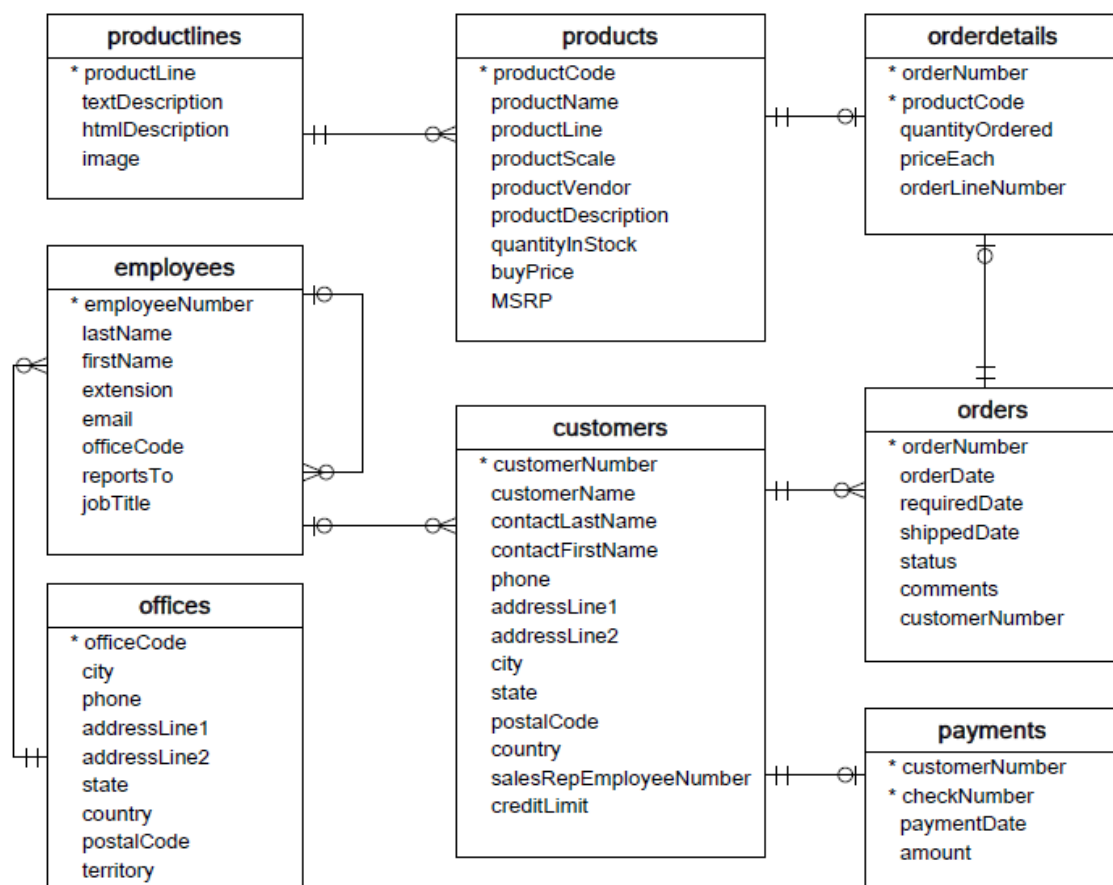 productlines
* productLine
textDescription
htmlDescription
image
products
* productCode
productName
productLine
productScale
productVendor
productDescription
quantityInStock
buyPrice
MSRP
orderdetails
* orderNumber
* productCode
quantityOrdered
priceEach
orderLineNumber
employees
* employeeNumber
lastName
firstName
extension
email
officeCode
reportsTo
jobTitle
customers
* customerNumber
customerName
contactLastName
contactFirstName
phone
addressLine1
addressLine2
city
state
postalCode
country
salesRepEmployeeNumber
creditLimit
orders
* orderNumber
orderDate
requiredDate
shippedDate
status
comments
customerNumber
offices
* officeCode
city
phone
addressLine1
addressLine2
state
country
postalCode
territory
payments
* customerNumber
* checkNumber
paymentDate
amount